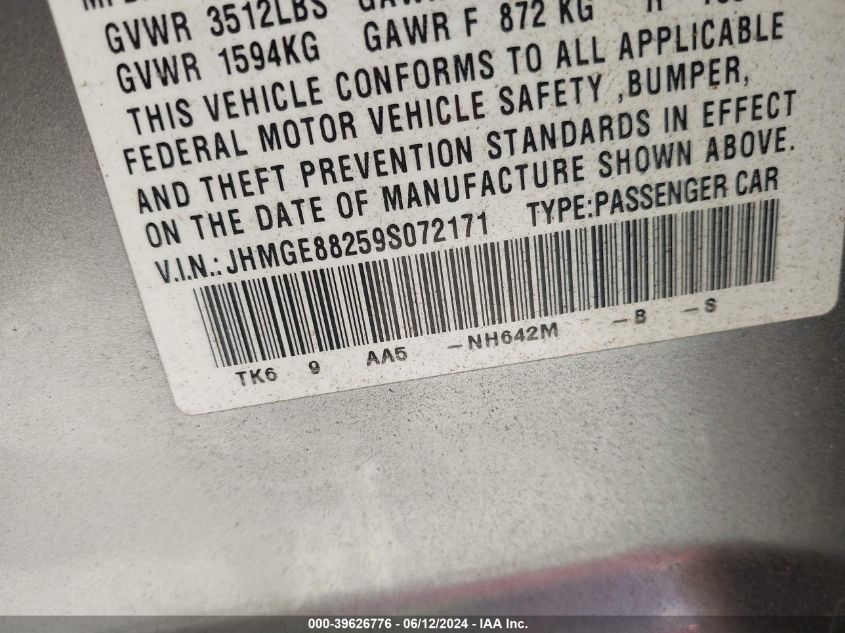 GVWR 3512LBS
GVWR 1594KG GAWR F 872 KG R
THIS VEHICLE CONFORMS TO ALL APPLICABLE
FEDERAL MOTOR VEHICLE SAFETY ,BUMPER,
AND THEFT PREVENTION STANDARDS IN EFFECT
ON THE DATE OF MANUFACTURE SHOWN ABOVE.
V.I.N.: JHMGE88259S072171 TYPE:PASSENGER CAR
TK6 9 AA5 -NH642M -B -S
000-39626776 - 06/12/2024 - IAA Inc.